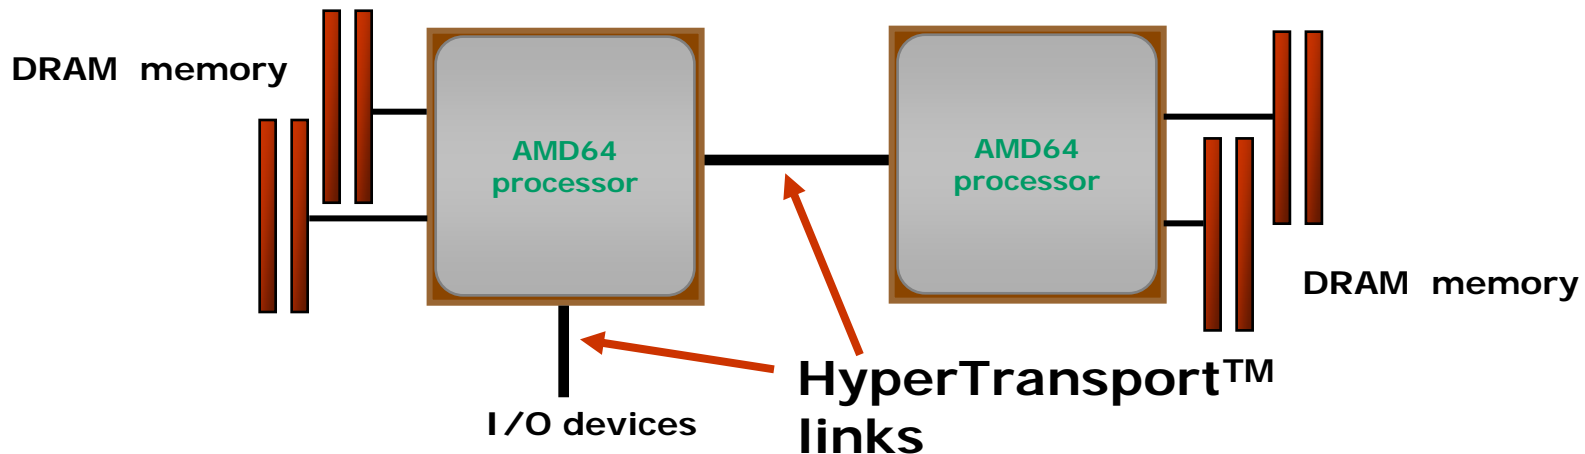 DRAM memory
AMD64
processor
AMD64
processor
DRAM memory
HyperTransport™
links
I/O devices